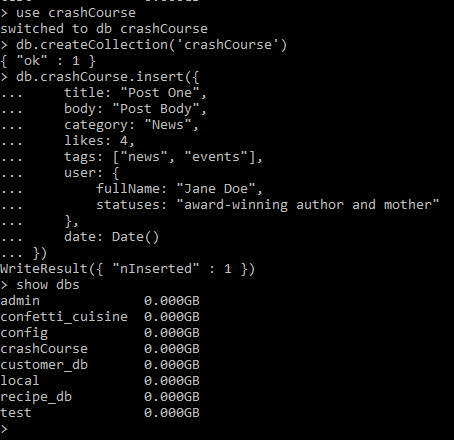 > use crashCourse
switched to db crashCourse
> db.createCollection('crashCourse')
{ "ok" : 1 }
> db.crashCourse.insert({
...     title: "Post One",
...     body: "Post Body",
...     category: "News",
...     likes: 4,
...     tags: ["news", "events"],
...     user: {
...         fullName: "Jane Doe",
...         statuses: "award-winning author and mother"
...     },
...     date: Date()
... })
WriteResult({ "nInserted" : 1 })
> show dbs
admin             0.000GB
confetti_cuisine  0.000GB
config            0.000GB
crashCourse       0.000GB
customer_db       0.000GB
local             0.000GB
recipe_db         0.000GB
test              0.000GB
>